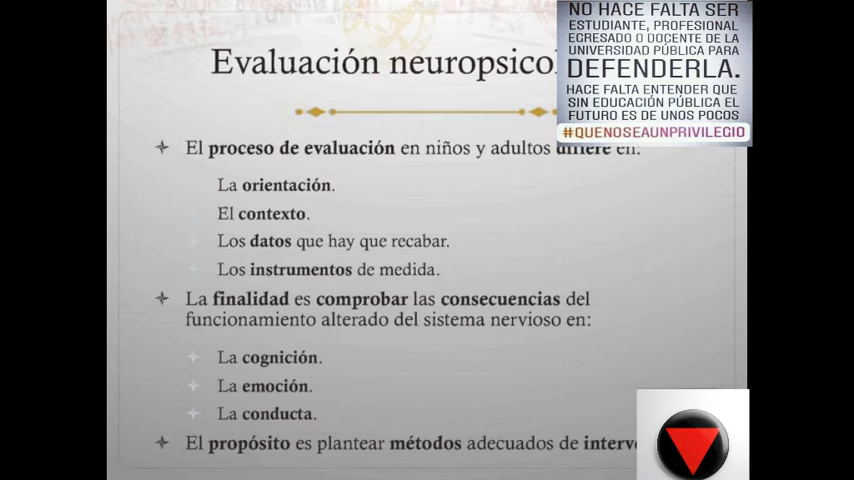 Evaluación
NO HACE FALTA SER
ESTUDIANTE, PROFESIONAL
EGRESADO O DOCENTE DE LA
UNIVERSIDAD PÚBLICA PARA
DEFENDERLA.
HACE FALTA ENTENDER QUE
SIN EDUCACIÓN PÚBLICA EL
FUTURO ES DE UNOS POCOS
#QUENOSEAUNPRIVILEGIO
El proceso de evaluación en niños y adultos difiere en:
La orientación.
El contexto.
Los datos que hay que recabar.
Los instrumentos de medida.
La finalidad es comprobar las consecuencias del
funcionamiento alterado del sistema nervioso en:
La cognición.
La emoción.
La conducta.
El propósito es plantear métodos adecuados de